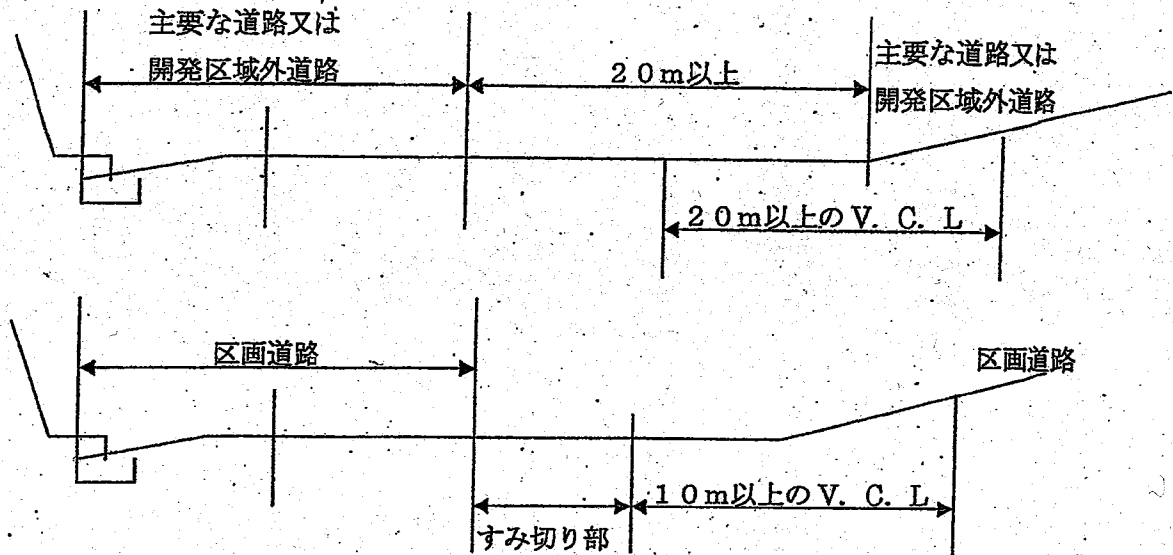 主要な道路又は
開発区域外道路
20m以上
主要な道路又は
開発区域外道路
20m以上のV.C.L
区画道路
区画道路
10m以上のV.C.L
すみ切り部